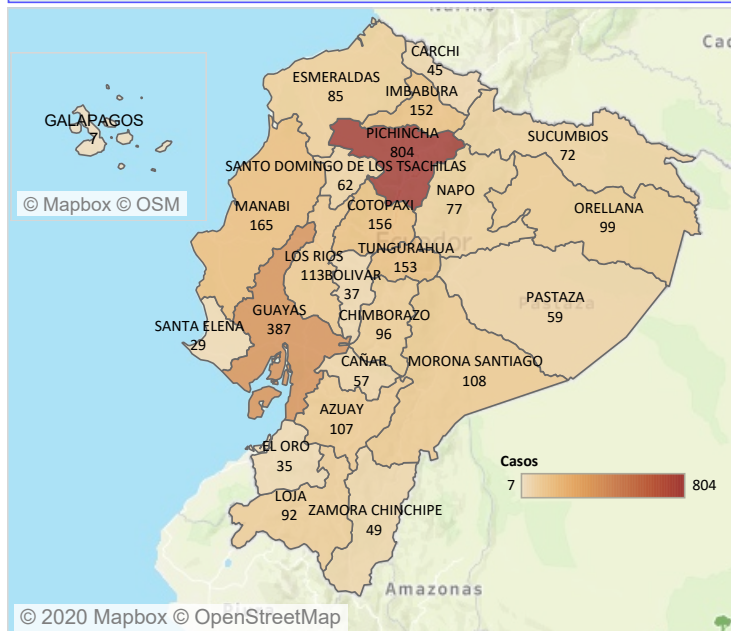 CARCHI
45
ESMERALDAS
85
IMBABURA
152
GALAPAGOS
7
PICHINCHA
804
SUCUMBIOS
72
SANTO DOMINGO DE LOS TSACHILAS
62
NAPO
77
© Mapbox © OSM
MANABI
165
COTOPAXI
156
ORELLANA
99
Ecuador
TUNGURAHUA
153
LOS RIOS
113
BOLIVAR
37
PASTAZA
59
Pastaza
GUAYAS
387
CHIMBORAZO
96
SANTA ELENA
29
CAÑAR
57
MORONA SANTIAGO
108
AZUAY
107
EL ORO
35
Casos
7
804
LOJA
92
ZAMORA CHINCHIPE
49
Amazonas
© 2020 Mapbox © OpenStreetMap